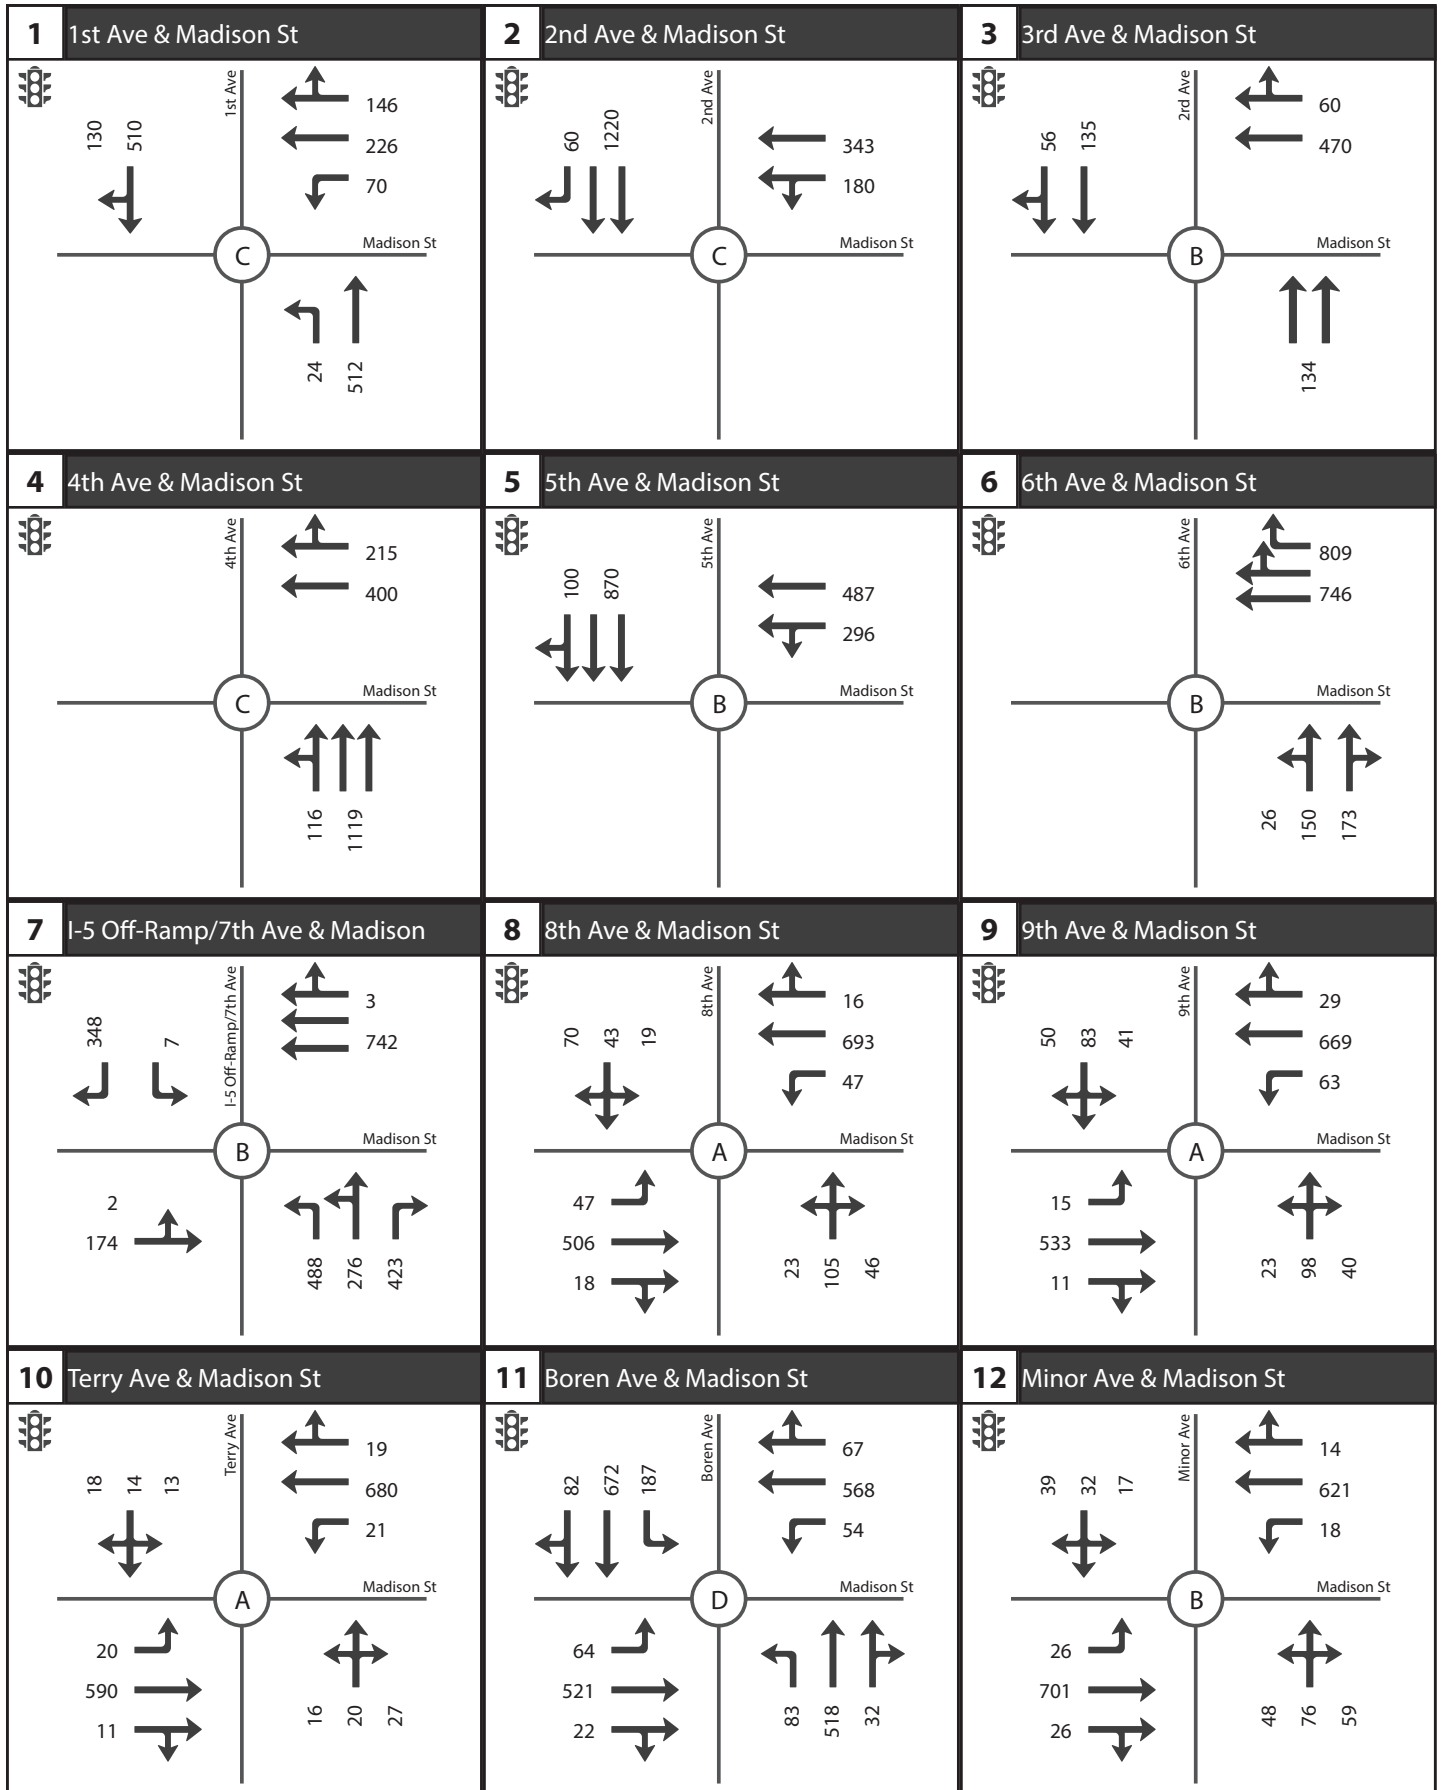 1 1st Ave & Madison St
130 510
1st Ave
146
226
70
Madison St
C
24 512
2 2nd Ave & Madison St
60 1220
2nd Ave
343
180
Madison St
C
3 3rd Ave & Madison St
56 135
2rd Ave
60
470
Madison St
B
134
4 4th Ave & Madison St
4th Ave
215
400
Madison St
C
116 1119
5 5th Ave & Madison St
100 870
5th Ave
487
296
Madison St
B
6 6th Ave & Madison St
6th Ave
809
746
Madison St
B
26 150 173
7 I-5 Off-Ramp/7th Ave & Madison
348 7
I-5 Off-Ramp/7th Ave
3
742
Madison St
B
2
174
488 276 423
8 8th Ave & Madison St
70 43 19
8th Ave
16
693
47
Madison St
A
47
506
18
23 105 46
9 9th Ave & Madison St
50 83 41
9th Ave
29
669
63
Madison St
A
15
533
11
23 98 40
10 Terry Ave & Madison St
18 14 13
Terry Ave
19
680
21
Madison St
A
20
590
11
16 20 27
11 Boren Ave & Madison St
82 672 187
Boren Ave
67
568
54
Madison St
D
64
521
22
83 518 32
12 Minor Ave & Madison St
39 32 17
Minor Ave
14
621
18
Madison St
B
26
701
26
48 76 59